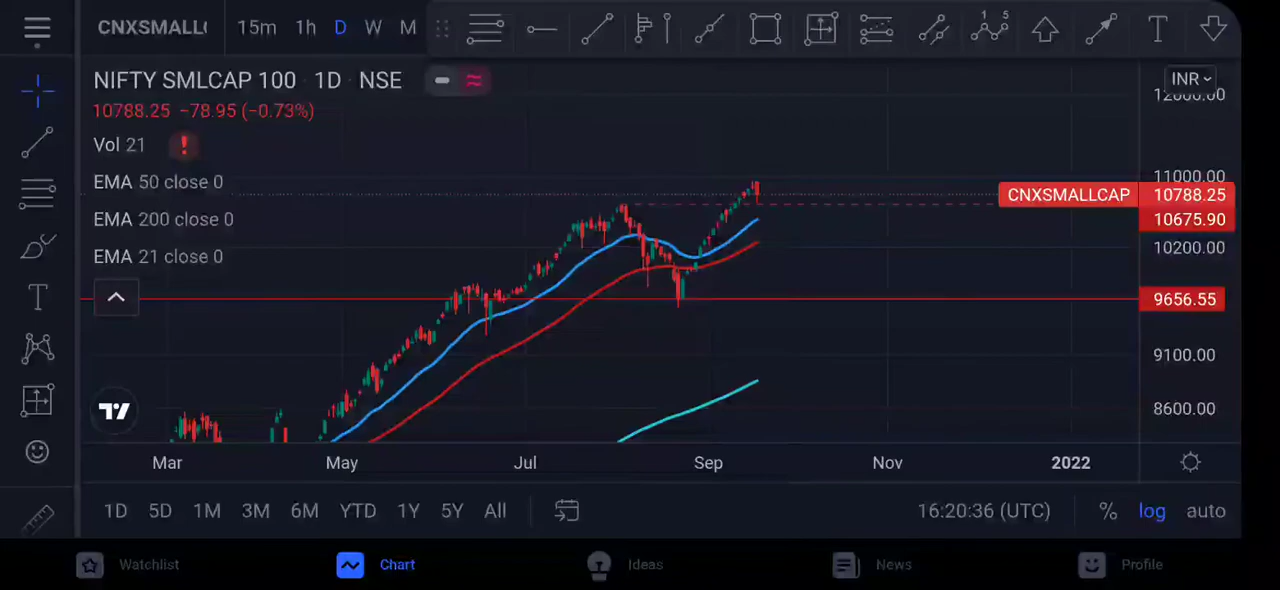 CNXSMALL 15m 1h D W M
1 5
T
NIFTY SMLCAP 100 1D NSE
INR
12000.00
10788.25 −78.95 (−0.73%)
Vol 21 !
EMA 50 close 0
11000.00
CNXSMALLCAP 10788.25
EMA 200 close 0
10675.90
10200.00
EMA 21 close 0
T
9656.55
9100.00
8600.00
Mar May Jul Sep Nov 2022
1D 5D 1M 3M 6M YTD 1Y 5Y All 16:20:36 (UTC) % log auto
Watchlist Chart Ideas News Profile